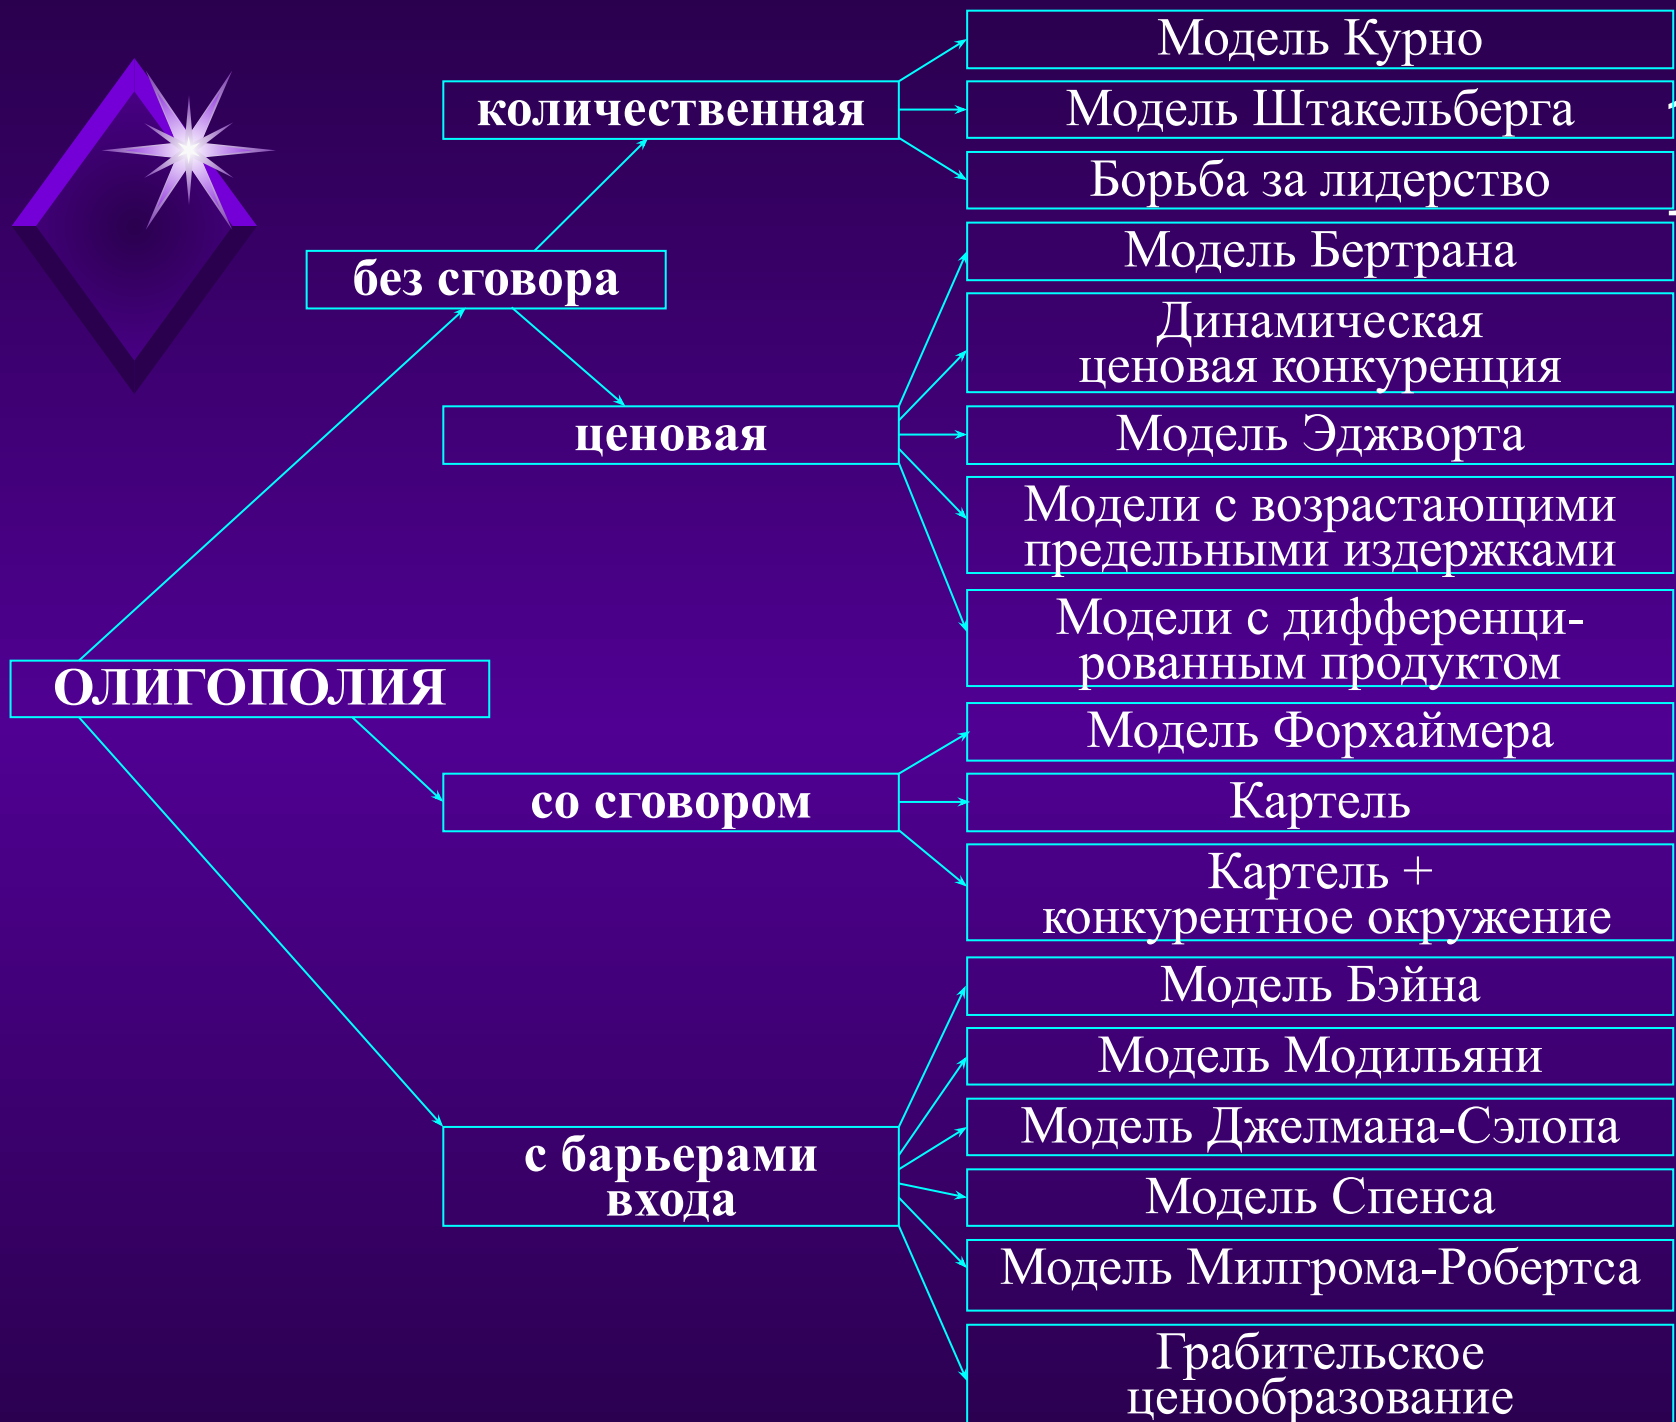 Модель Курно
количественная
Модель Штакельберга
Борьба за лидерство
без сговора
Модель Бертрана
Динамическая
ценовая конкуренция
ценовая
Модель Эджворта
Модели с возрастающими
предельными издержками
Модели с дифференци-
рованным продуктом
ОЛИГОПОЛИЯ
Модель Форхаймера
со сговором
Картель
Картель +
конкурентное окружение
Модель Бэйна
Модель Модильяни
Модель Джелмана-Сэлопа
с барьерами
входа
Модель Спенса
Модель Милгрома-Робертса
Грабительское
ценообразование